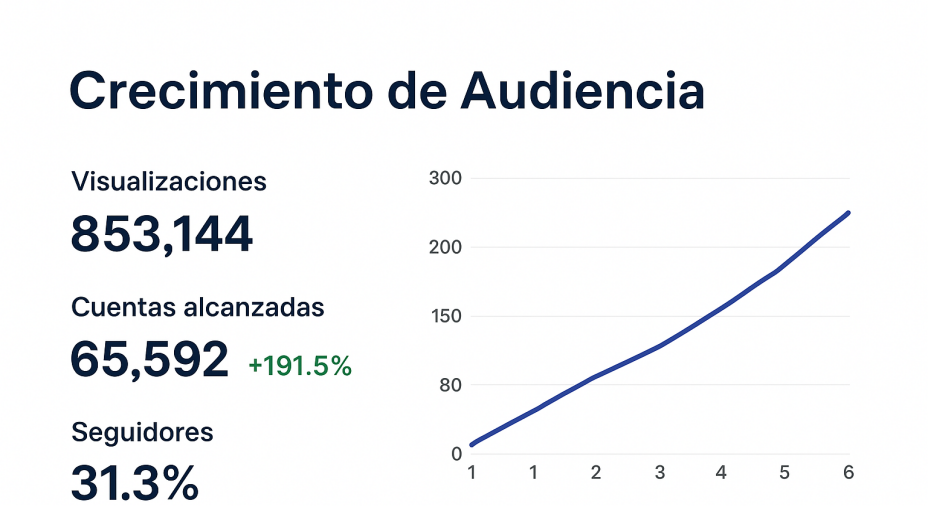 Crecimiento de Audiencia
Visualizaciones
853,144
Cuentas alcanzadas
65,592 +191.5%
Seguidores
31.3%
300
200
150
80
0
1 1 2 3 4 5 6